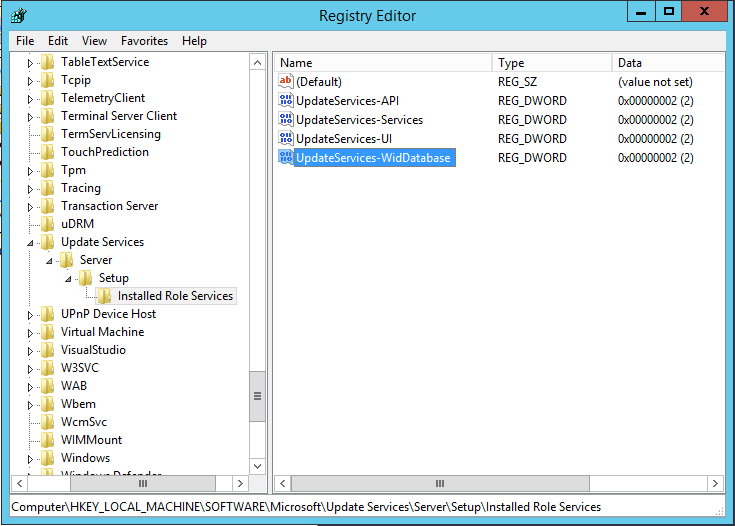 Registry Editor
File Edit View Favorites Help
TableTextService
Tcpip
TelemetryClient
Terminal Server Client
TermServLicensing
TouchPrediction
Tpm
Tracing
Transaction Server
uDRM
Update Services
Server
Setup
Installed Role Services
UPnP Device Host
Virtual Machine
VisualStudio
W3SVC
WAB
Wbem
WcmSvc
WIMMount
Windows
Windows Defender
Name Type Data
ab (Default) REG_SZ (value not set)
UpdateServices-API REG_DWORD 0x00000002 (2)
UpdateServices-Services REG_DWORD 0x00000002 (2)
UpdateServices-UI REG_DWORD 0x00000002 (2)
UpdateServices-WidDatabase REG_DWORD 0x00000002 (2)
Computer\HKEY_LOCAL_MACHINE\SOFTWARE\Microsoft\Update Services\Server\Setup\Installed Role Services